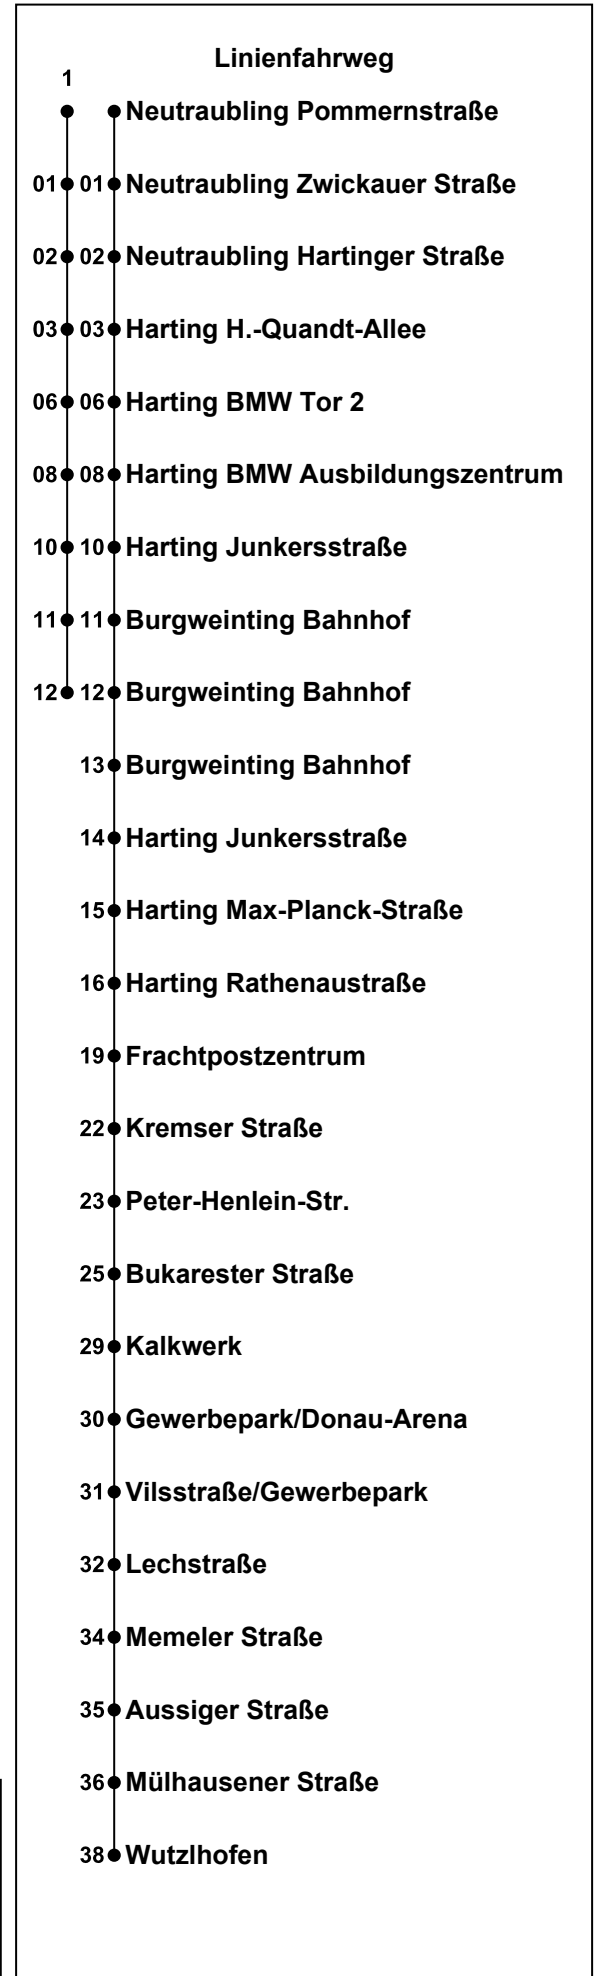 Linienfahrweg
1
Neutraubling Pommernstraße
01 01 Neutraubling Zwickauer Straße
02 02 Neutraubling Hartinger Straße
03 03 Harting H.-Quandt-Allee
06 06 Harting BMW Tor 2
08 08 Harting BMW Ausbildungszentrum
10 10 Harting Junkersstraße
11 11 Burgweinting Bahnhof
12 12 Burgweinting Bahnhof
13 Burgweinting Bahnhof
14 Harting Junkersstraße
15 Harting Max-Planck-Straße
16 Harting Rathenaustraße
19 Frachtpostzentrum
22 Kremser Straße
23 Peter-Henlein-Str.
25 Bukarester Straße
29 Kalkwerk
30 Gewerbepark/Donau-Arena
31 Vilsstraße/Gewerbepark
32 Lechstraße
34 Memeler Straße
35 Aussiger Straße
36 Mülhausener Straße
38 Wutzlhofen